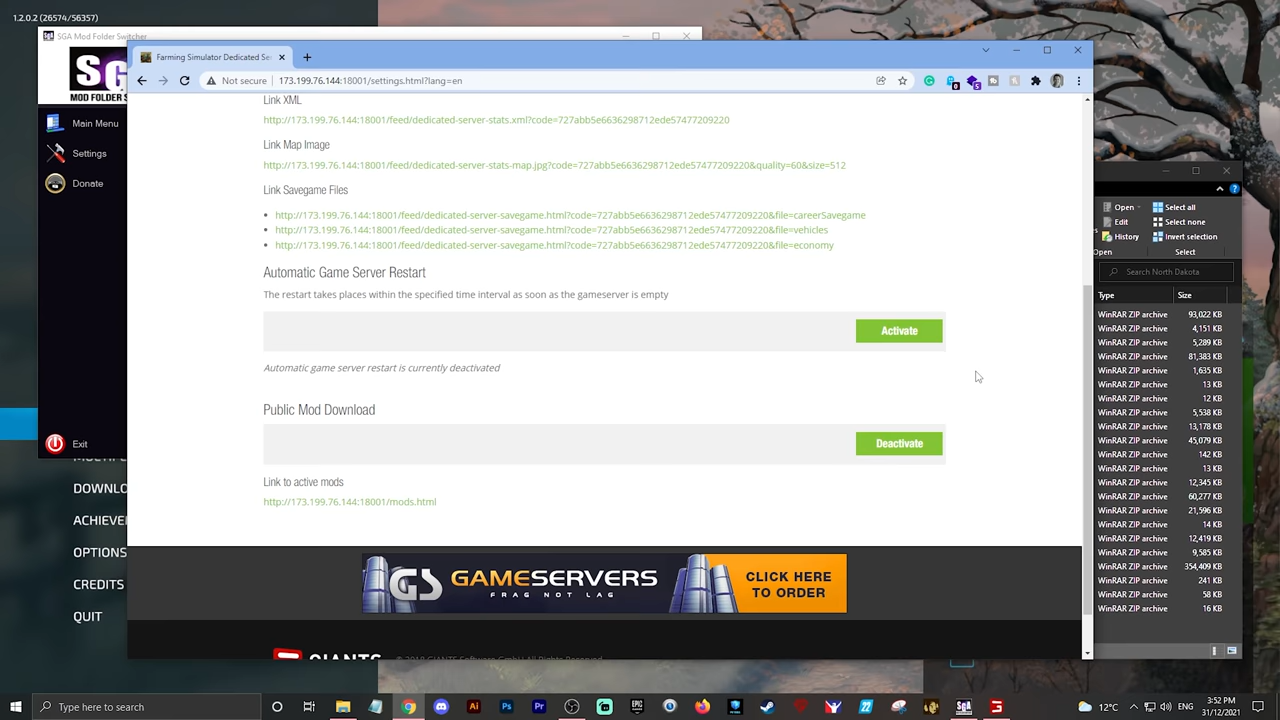 1.2.0.2 (26574/56357)
SGA Mod Folder Switcher
MOD FOLDER S
Main Menu
Settings
Donate
Exit
DOWNLO
ACHIEVE
OPTIONS
CREDITS
QUIT
Farming Simulator Dedicated Se
Not secure
173.199.76.144:18001/settings.html?lang=en
Link XML
http://173.199.76.144:18001/feed/dedicated-server-stats.xml?code=727abb5e6636298712ede57477209220
Link Map Image
http://173.199.76.144:18001/feed/dedicated-server-stats-map.jpg?code=727abb5e6636298712ede57477209220&quality=60&size=512
Link Savegame Files
http://173.199.76.144:18001/feed/dedicated-server-savegame.html?code=727abb5e6636298712ede57477209220&file=careerSavegame
http://173.199.76.144:18001/feed/dedicated-server-savegame.html?code=727abb5e6636298712ede57477209220&file=vehicles
http://173.199.76.144:18001/feed/dedicated-server-savegame.html?code=727abb5e6636298712ede57477209220&file=economy
Automatic Game Server Restart
The restart takes places within the specified time interval as soon as the gameserver is empty
Activate
Automatic game server restart is currently deactivated
Public Mod Download
Deactivate
Link to active mods
http://173.199.76.144:18001/mods.html
GS GAMESERVERS
FRAG NOT LAG
CLICK HERE
TO ORDER
Open
Select all
Edit
Select none
History
Invert selection
Open
Select
Search North Dakota
Type Size
WinRAR ZIP archive 93,022 KB
WinRAR ZIP archive 4,151 KB
WinRAR ZIP archive 5,289 KB
WinRAR ZIP archive 81,383 KB
WinRAR ZIP archive 1,635 KB
WinRAR ZIP archive 13 KB
WinRAR ZIP archive 12 KB
WinRAR ZIP archive 5,538 KB
WinRAR ZIP archive 13,178 KB
WinRAR ZIP archive 45,079 KB
WinRAR ZIP archive 142 KB
WinRAR ZIP archive 13 KB
WinRAR ZIP archive 12,345 KB
WinRAR ZIP archive 60,277 KB
WinRAR ZIP archive 21,596 KB
WinRAR ZIP archive 14 KB
WinRAR ZIP archive 12,419 KB
WinRAR ZIP archive 9,585 KB
WinRAR ZIP archive 354,409 KB
WinRAR ZIP archive 241 KB
WinRAR ZIP archive 58 KB
WinRAR ZIP archive 16 KB
Type here to search
12°C
3:52 PM
31/12/2021